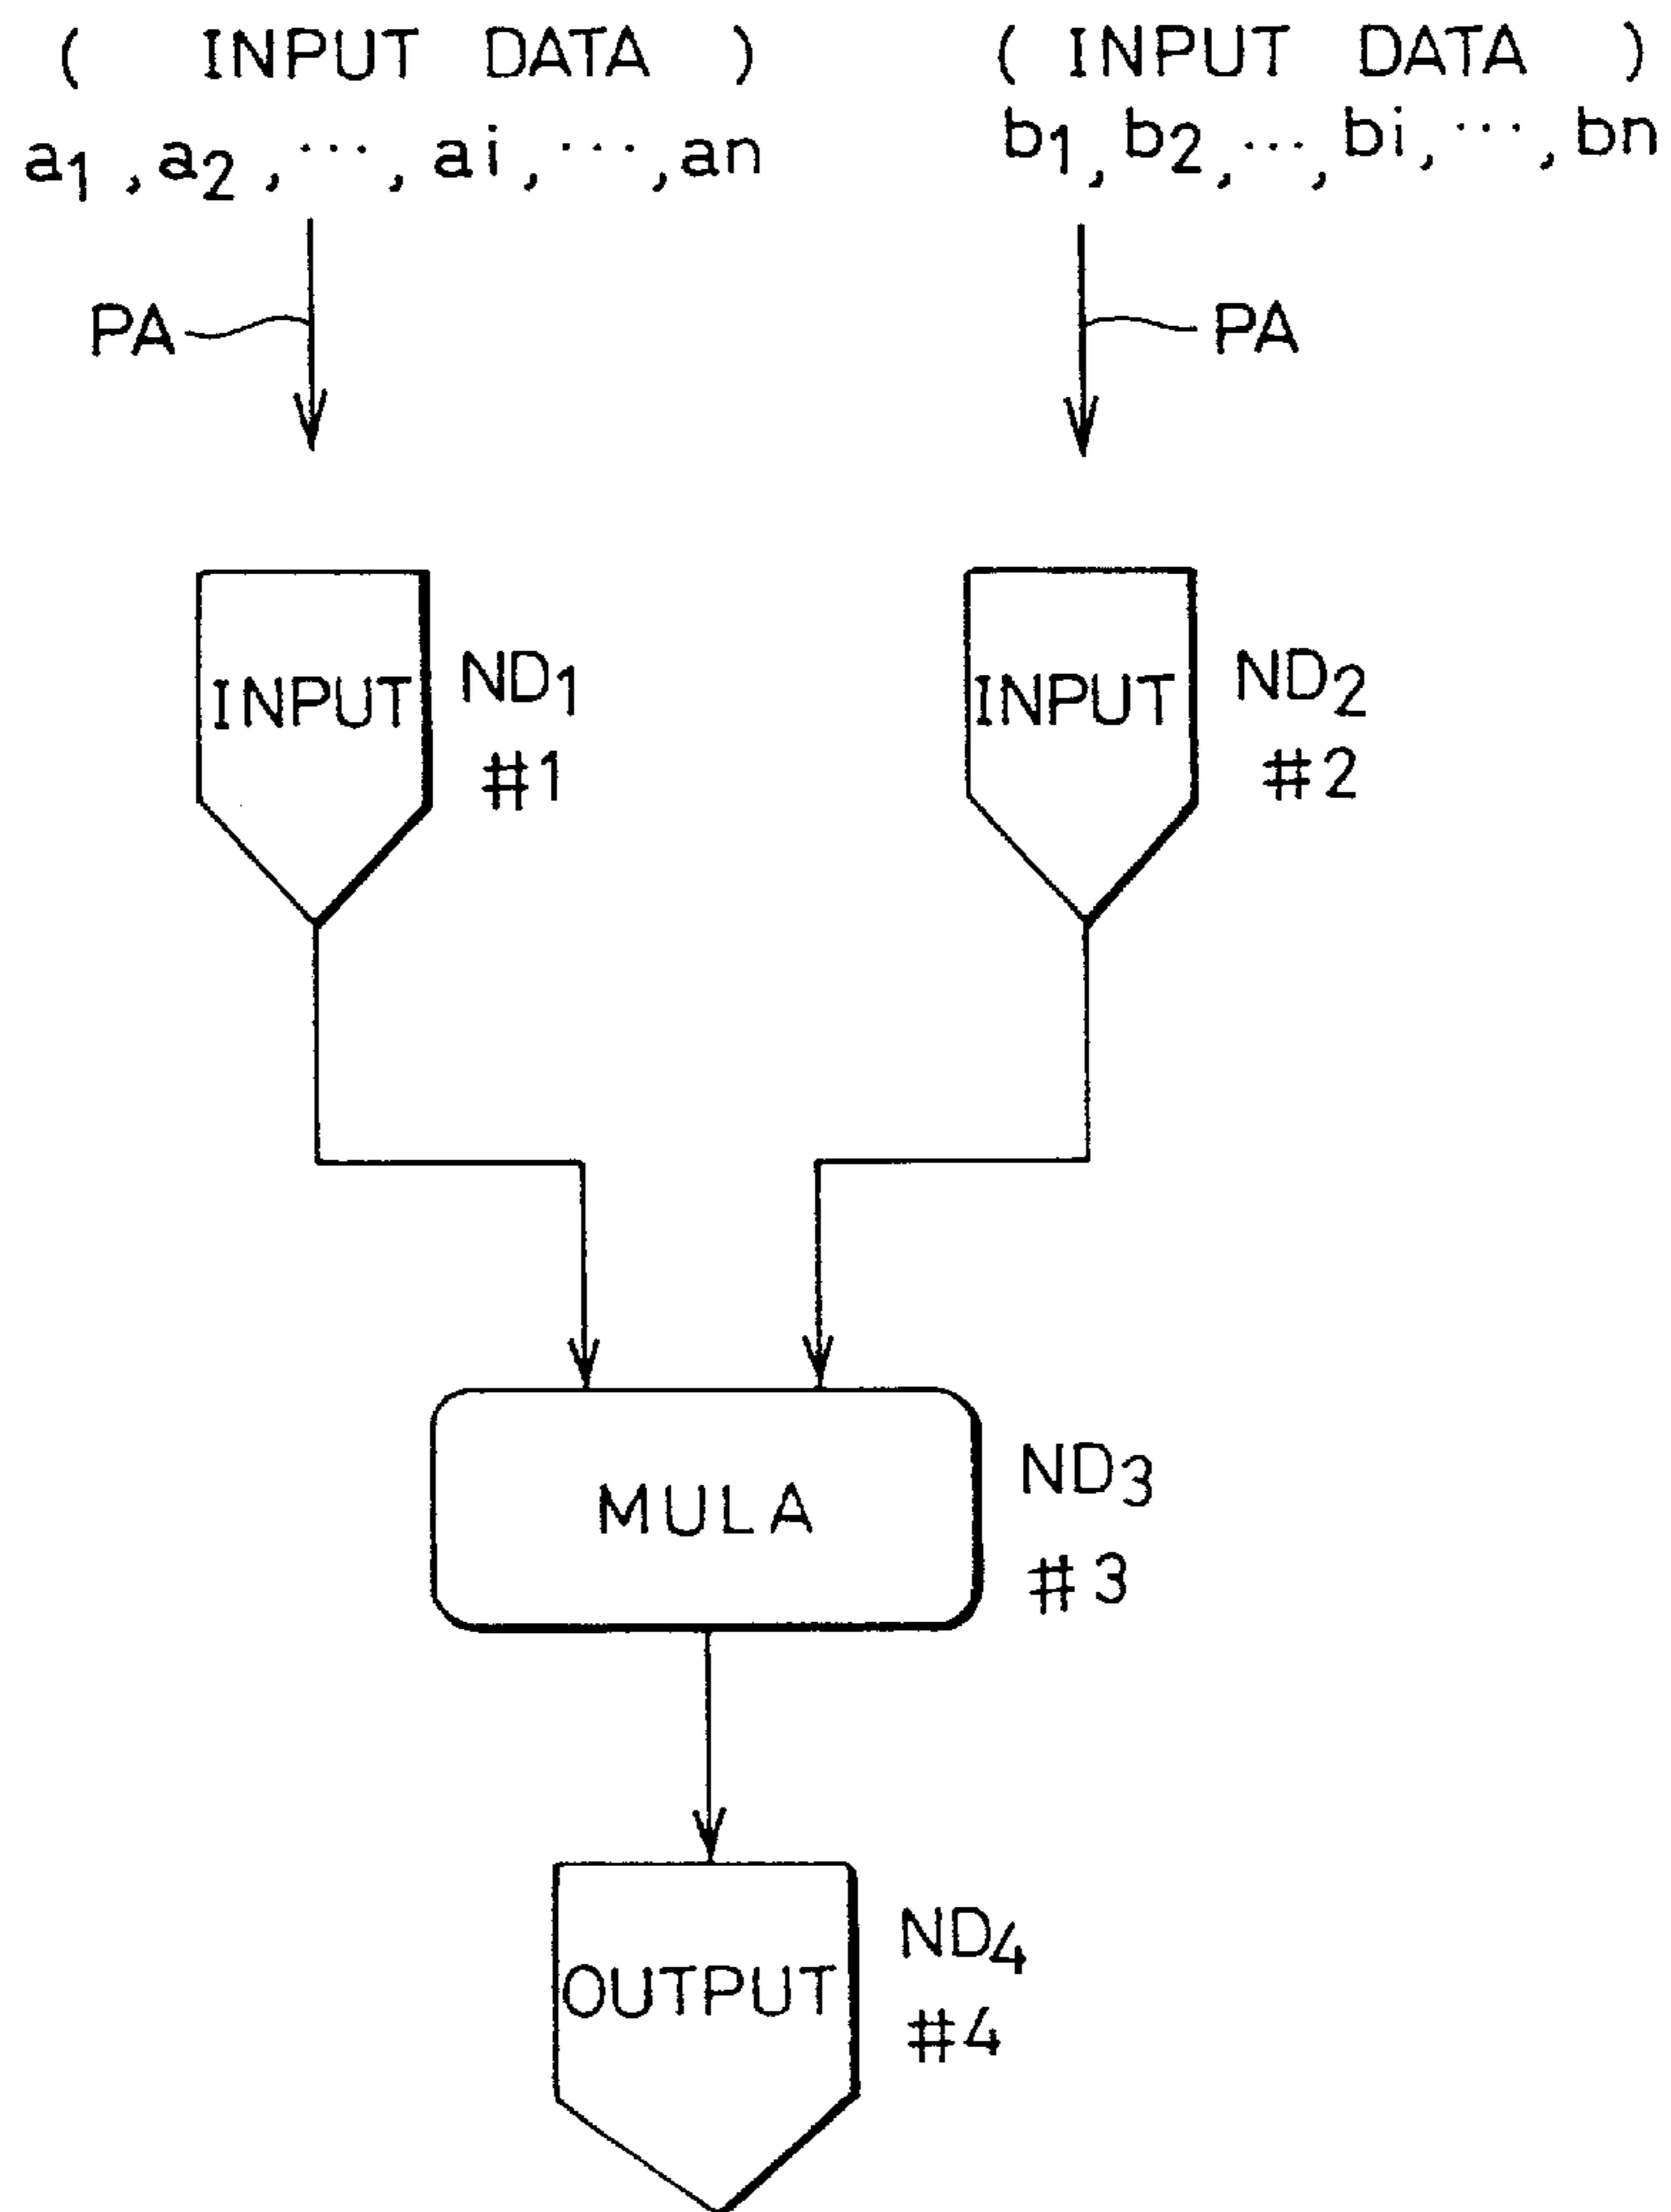 ( INPUT DATA )
a1, a2, ..., ai, ..., an
( INPUT DATA )
b1, b2, ..., bi, ..., bn
PA
PA
INPUT
ND1
#1
INPUT
ND2
#2
MULA
ND3
#3
OUTPUT
ND4
#4